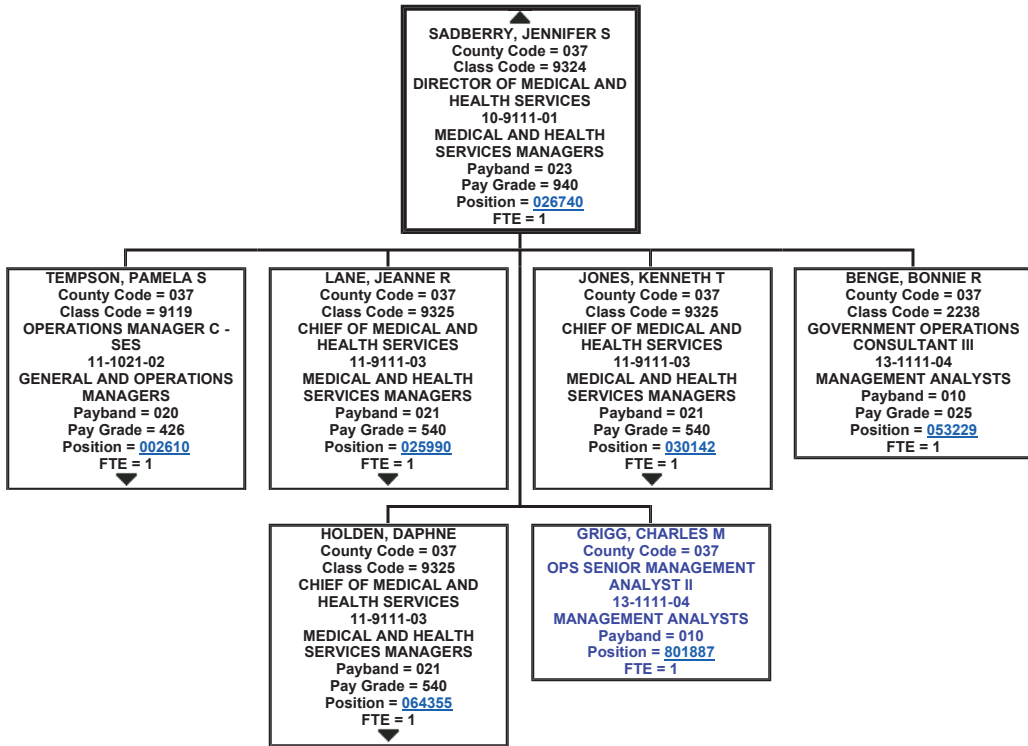 SADBERRY, JENNIFER S
County Code = 037
Class Code = 9324
DIRECTOR OF MEDICAL AND
HEALTH SERVICES
10-9111-01
MEDICAL AND HEALTH
SERVICES MANAGERS
Payband = 023
Pay Grade = 940
Position = 026740
FTE = 1
TEMPSON, PAMELA S
County Code = 037
Class Code = 9119
OPERATIONS MANAGER C -
SES
11-1021-02
GENERAL AND OPERATIONS
MANAGERS
Payband = 020
Pay Grade = 426
Position = 002610
FTE = 1
LANE, JEANNE R
County Code = 037
Class Code = 9325
CHIEF OF MEDICAL AND
HEALTH SERVICES
11-9111-03
MEDICAL AND HEALTH
SERVICES MANAGERS
Payband = 021
Pay Grade = 540
Position = 025990
FTE = 1
JONES, KENNETH T
County Code = 037
Class Code = 9325
CHIEF OF MEDICAL AND
HEALTH SERVICES
11-9111-03
MEDICAL AND HEALTH
SERVICES MANAGERS
Payband = 021
Pay Grade = 540
Position = 030142
FTE = 1
BENGE, BONNIE R
County Code = 037
Class Code = 2238
GOVERNMENT OPERATIONS
CONSULTANT III
13-1111-04
MANAGEMENT ANALYSTS
Payband = 010
Pay Grade = 025
Position = 053229
FTE = 1
HOLDEN, DAPHNE
County Code = 037
Class Code = 9325
CHIEF OF MEDICAL AND
HEALTH SERVICES
11-9111-03
MEDICAL AND HEALTH
SERVICES MANAGERS
Payband = 021
Pay Grade = 540
Position = 064355
FTE = 1
GRIGG, CHARLES M
County Code = 037
OPS SENIOR MANAGEMENT
ANALYST II
13-1111-04
MANAGEMENT ANALYSTS
Payband = 010
Position = 801887
FTE = 1